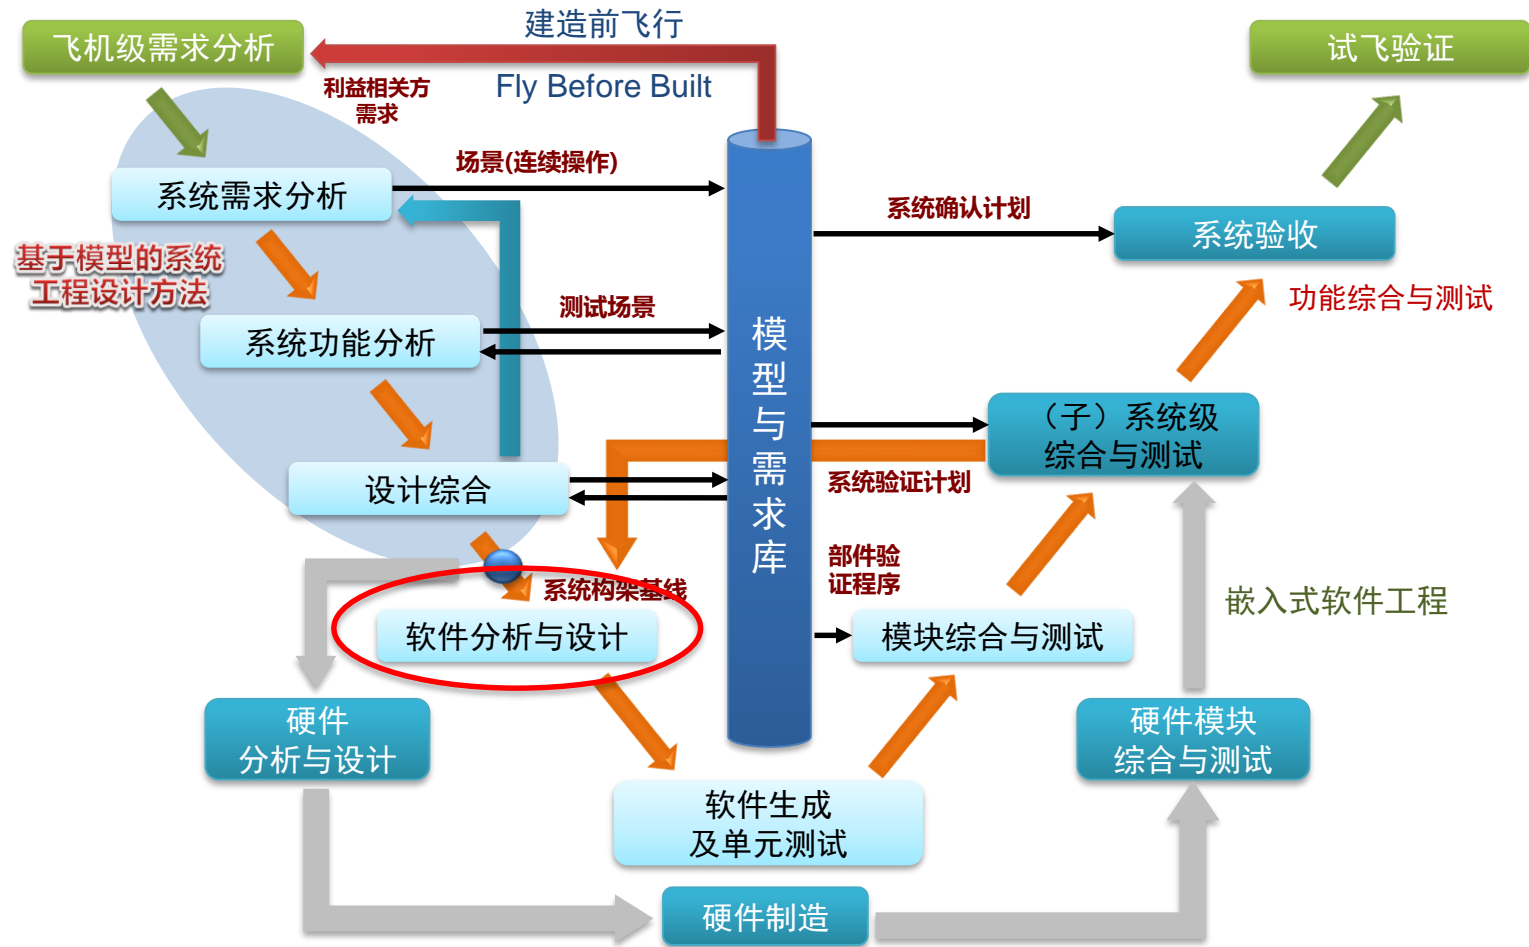 建造前飞行
飞机级需求分析
试飞验证
Fly Before Built
利益相关方
需求
场景(连续操作)
系统需求分析
系统确认计划
系统验收
基于模型的系统
工程设计方法
测试场景
功能综合与测试
系统功能分析
模
型
与
需
求
库
（子）系统级
综合与测试
设计综合
系统验证计划
部件验
证程序
系统构架基线
嵌入式软件工程
软件分析与设计
模块综合与测试
硬件
分析与设计
硬件模块
综合与测试
软件生成
及单元测试
硬件制造